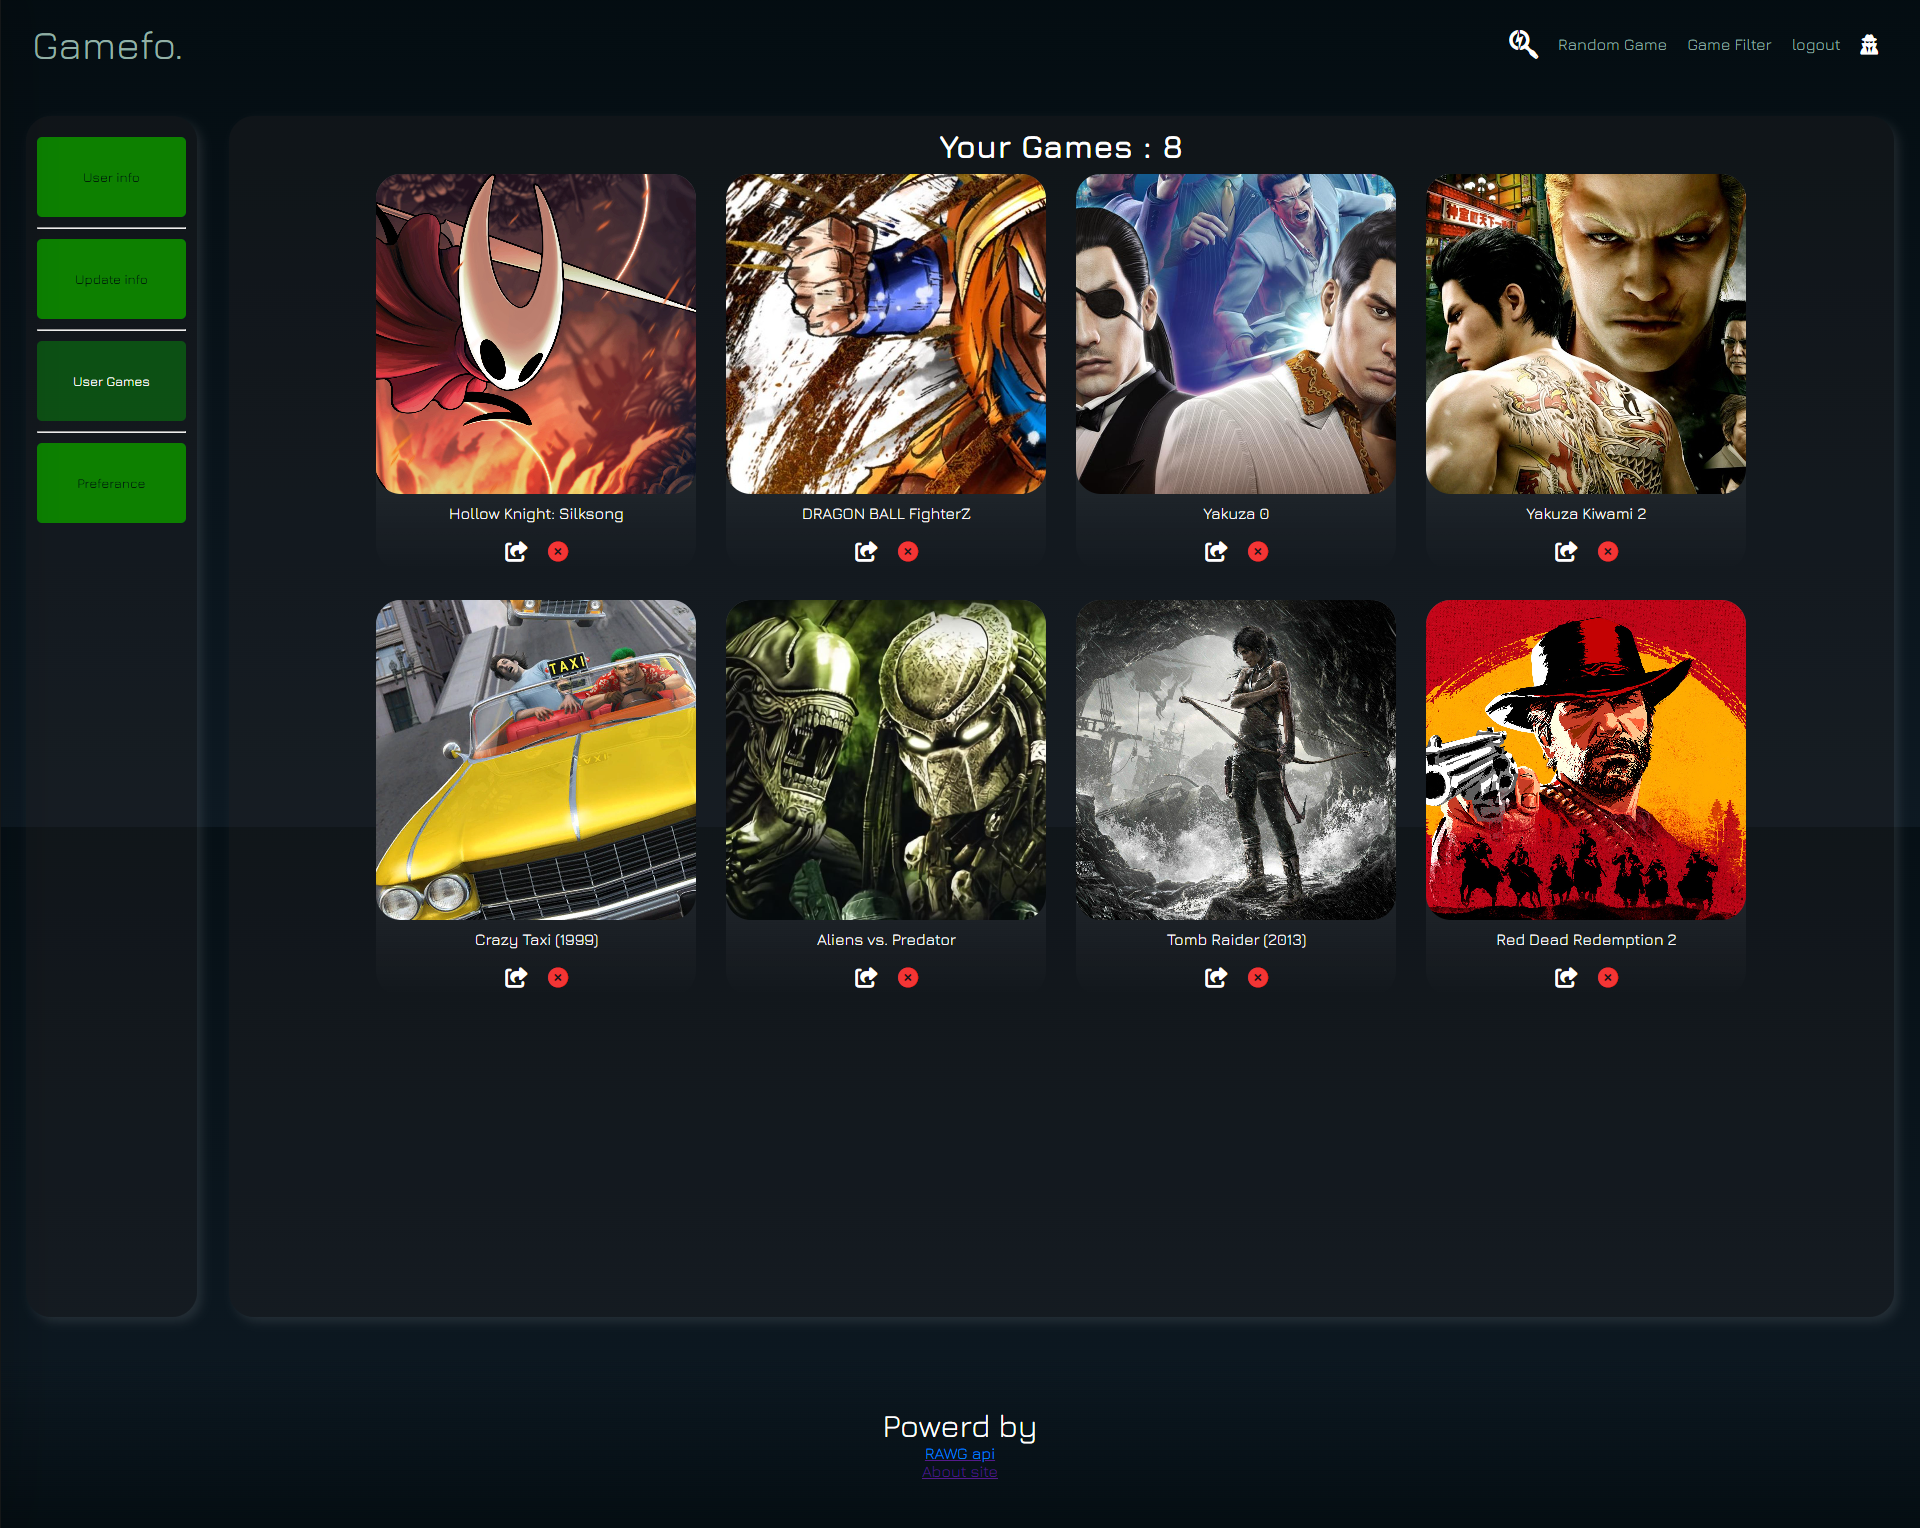 Gamefo.
Random Game
Game Filter
logout
User info
Update info
User Games
Preferance
Your Games : 8
Hollow Knight: Silksong
DRAGON BALL FighterZ
Yakuza 0
Yakuza Kiwami 2
TAXI
Crazy Taxi (1999)
Aliens vs. Predator
Tomb Raider (2013)
Red Dead Redemption 2
Powerd by
RAWG api
About site